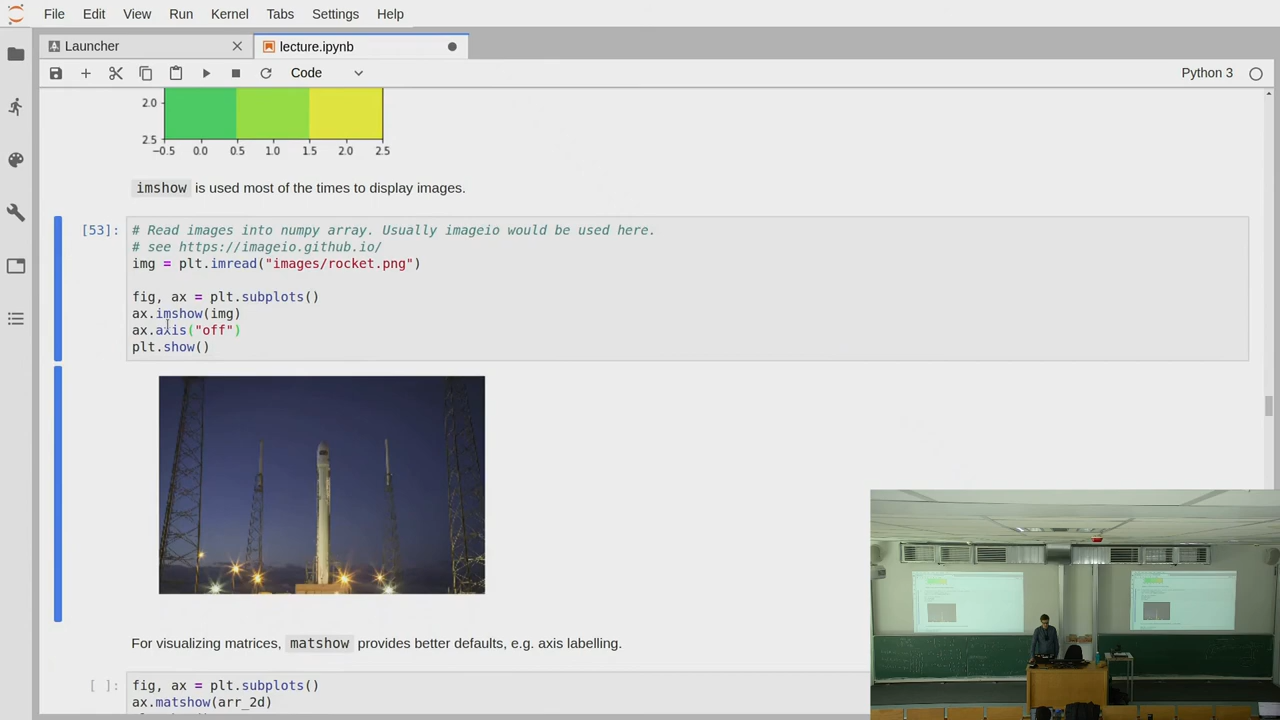 File Edit View Run Kernel Tabs Settings Help
Launcher lecture.ipynb
Code Python 3
2.0
2.5
−0.5 0.0 0.5 1.0 1.5 2.0 2.5
imshow is used most of the times to display images.
[53]: # Read images into numpy array. Usually imageio would be used here.
# see https://imageio.github.io/
img = plt.imread("images/rocket.png")
fig, ax = plt.subplots()
ax.imshow(img)
ax.axis("off")
plt.show()
For visualizing matrices, matshow provides better defaults, e.g. axis labelling.
[ ]: fig, ax = plt.subplots()
ax.matshow(arr_2d)